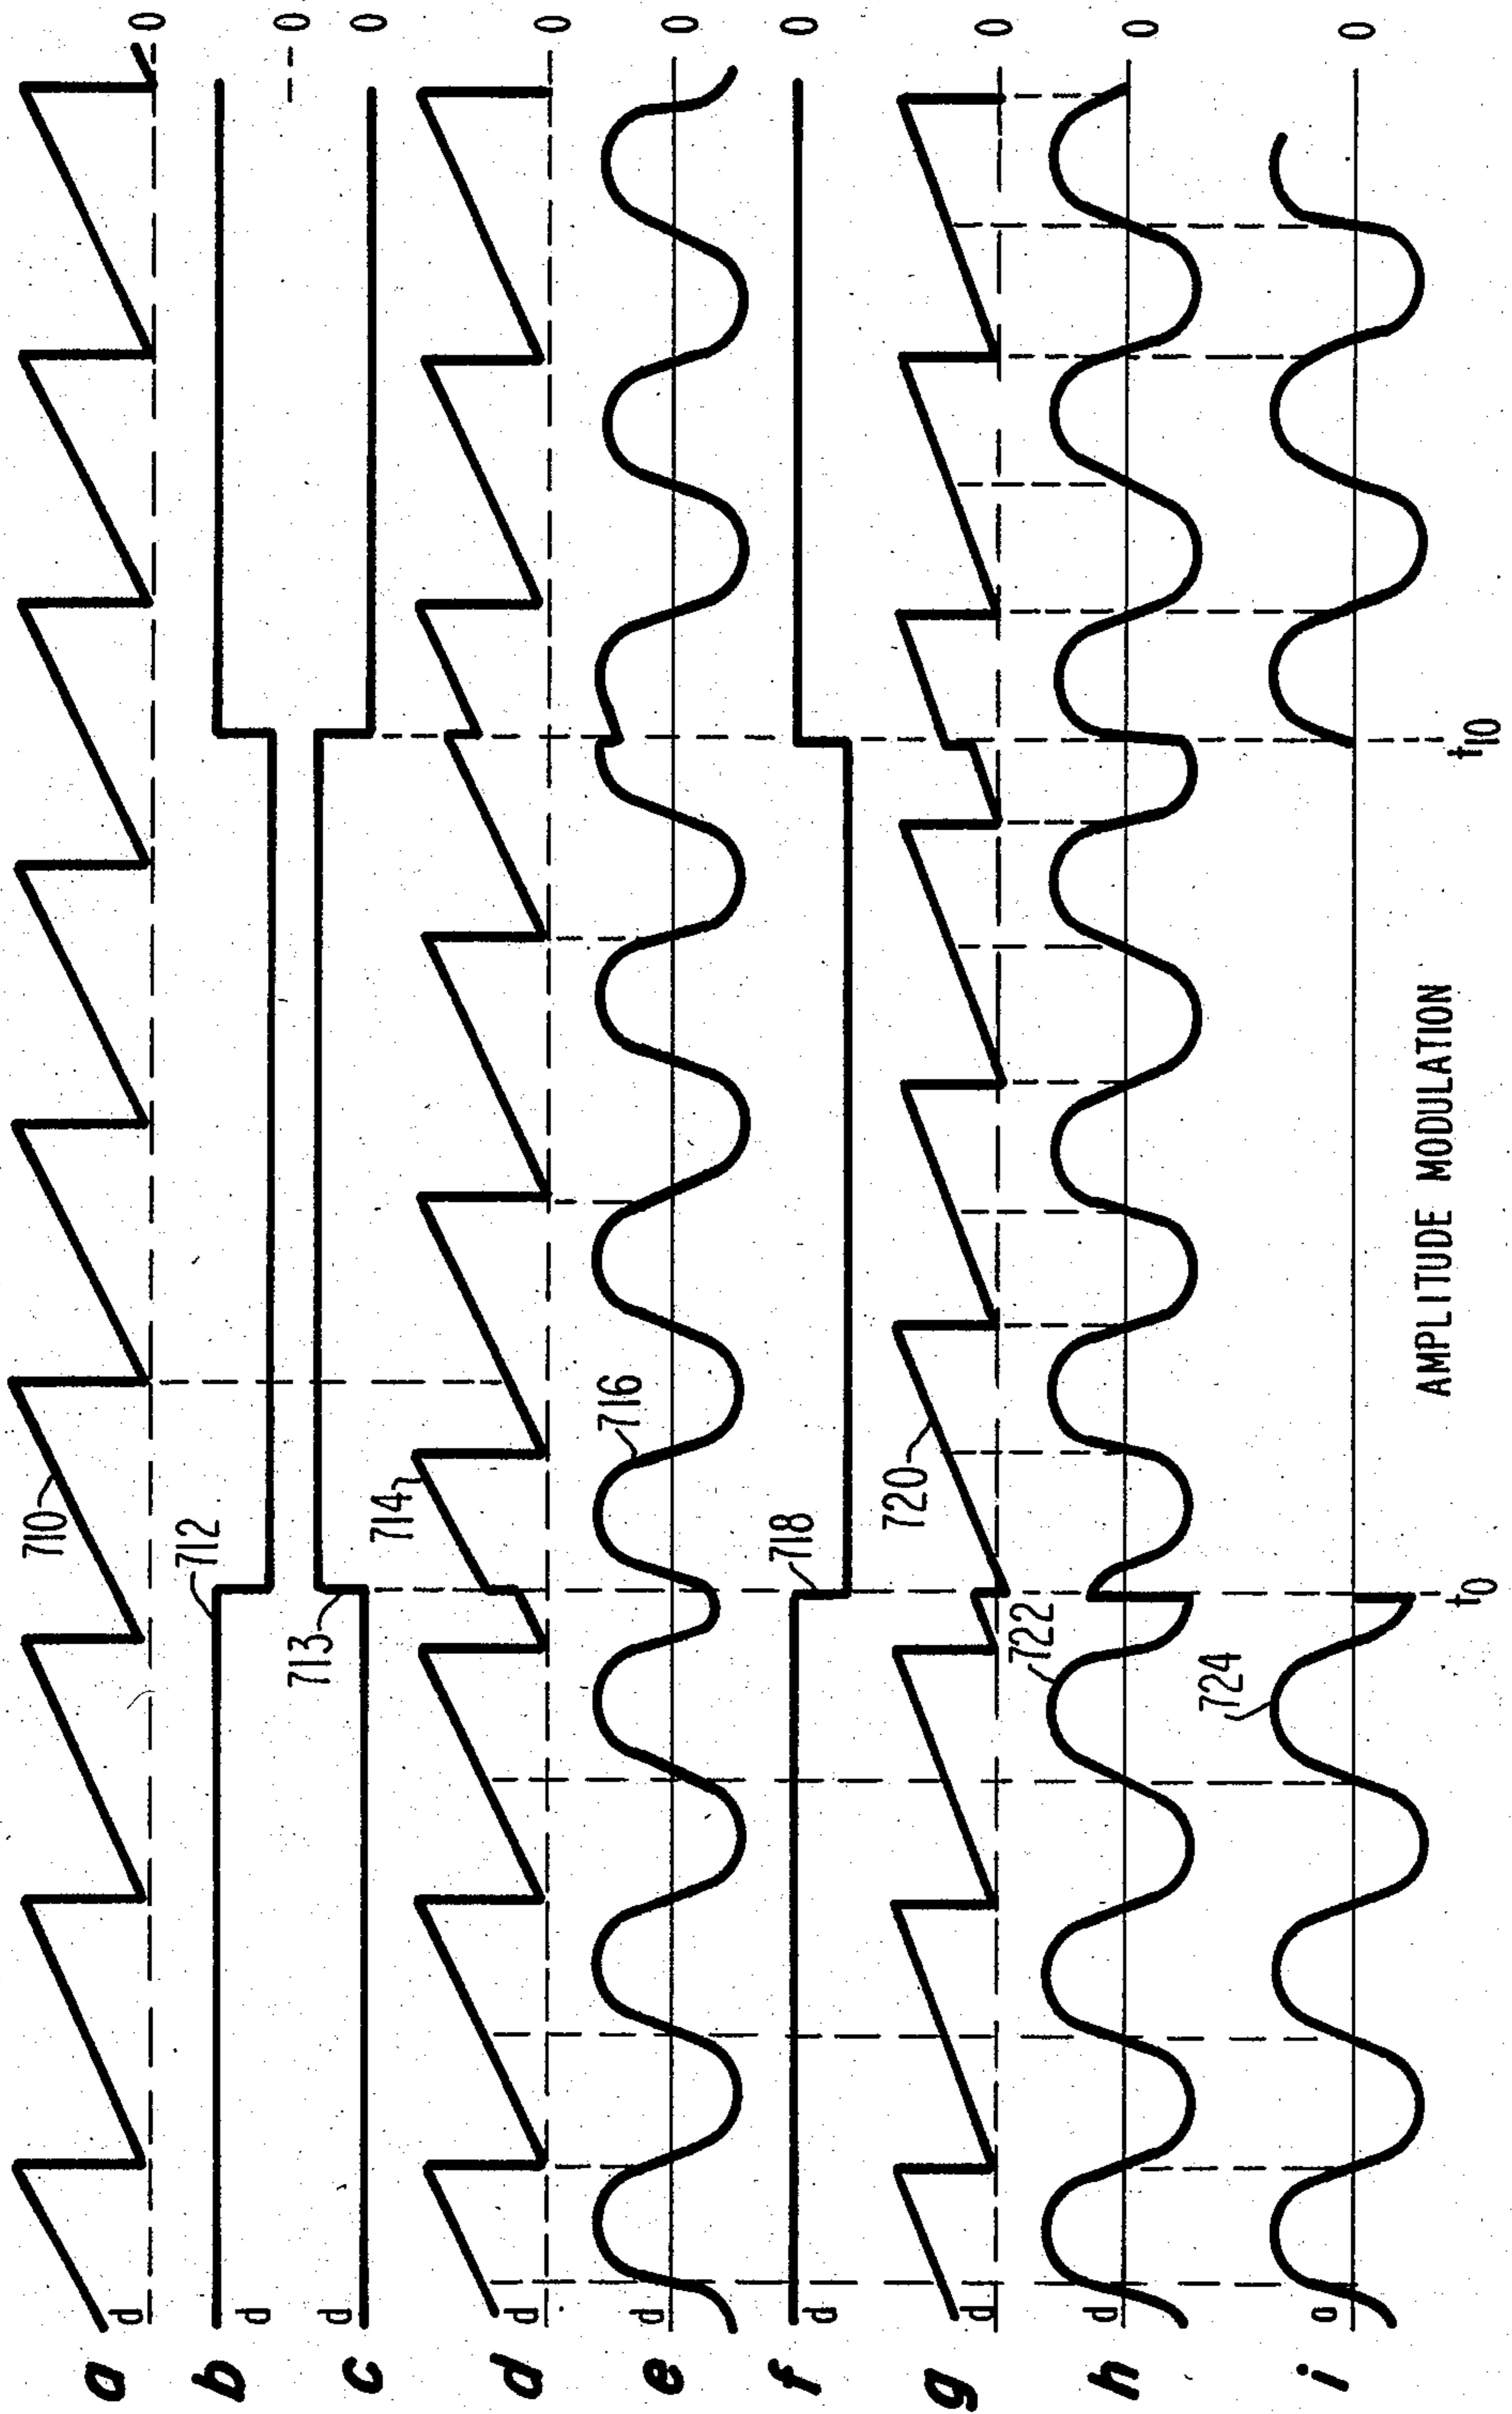 a d 710 0
b d 712 0
c d 713 0
d d 714 0
e d 716 0
f d 718 0
g d 720 0
h d 722 0
i a 724 0
t0 t10
AMPLITUDE MODULATION